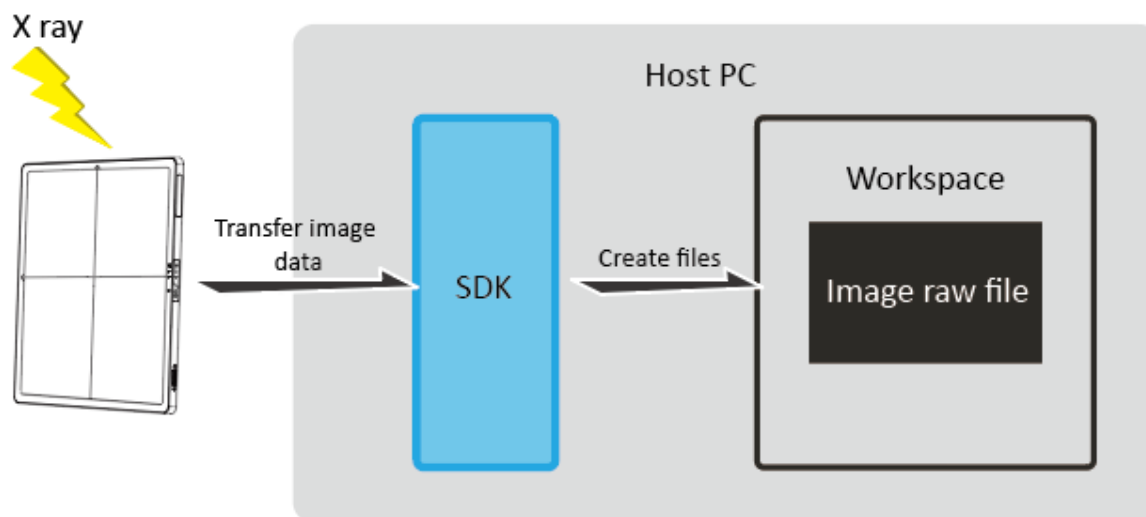 X ray
Host PC
Transfer image
data
SDK
Create files
Workspace
Image raw file